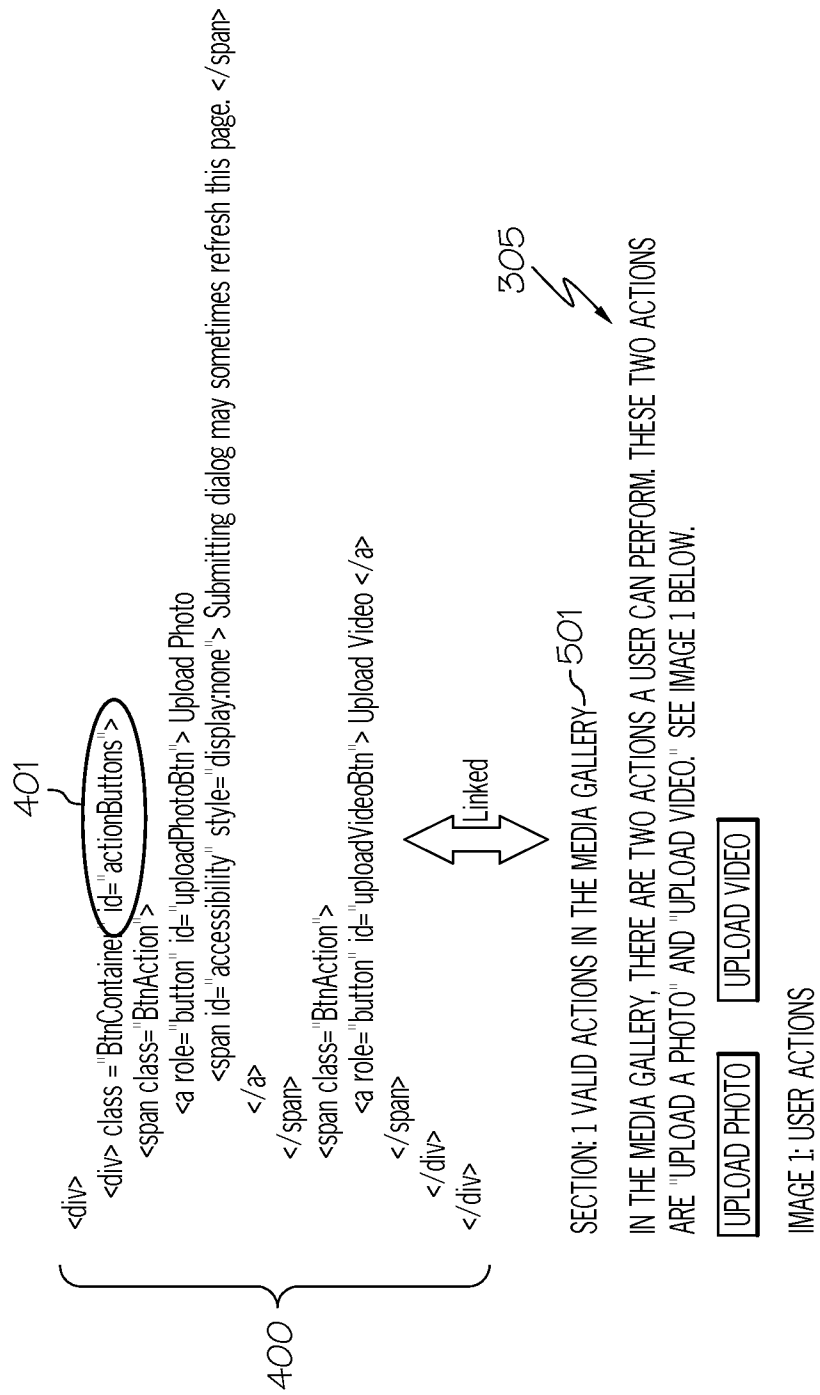 401
<div>
<div> class ="BtnContainer" id="actionButtons">
<span class="BtnAction">
<a role="button" id="uploadPhotoBtn"> Upload Photo
<span id="accessibility" style="display:none"> Submitting dialog may sometimes refresh this page. </span>
</a>
</span>
<span class="BtnAction">
<a role="button" id="uploadVideoBtn"> Upload Video </a>
</span>
</div>
</div>
400
Linked
SECTION: 1 VALID ACTIONS IN THE MEDIA GALLERY 501
305
IN THE MEDIA GALLERY, THERE ARE TWO ACTIONS A USER CAN PERFORM. THESE TWO ACTIONS
ARE "UPLOAD A PHOTO" AND "UPLOAD VIDEO." SEE IMAGE 1 BELOW.
UPLOAD PHOTO UPLOAD VIDEO
IMAGE 1: USER ACTIONS